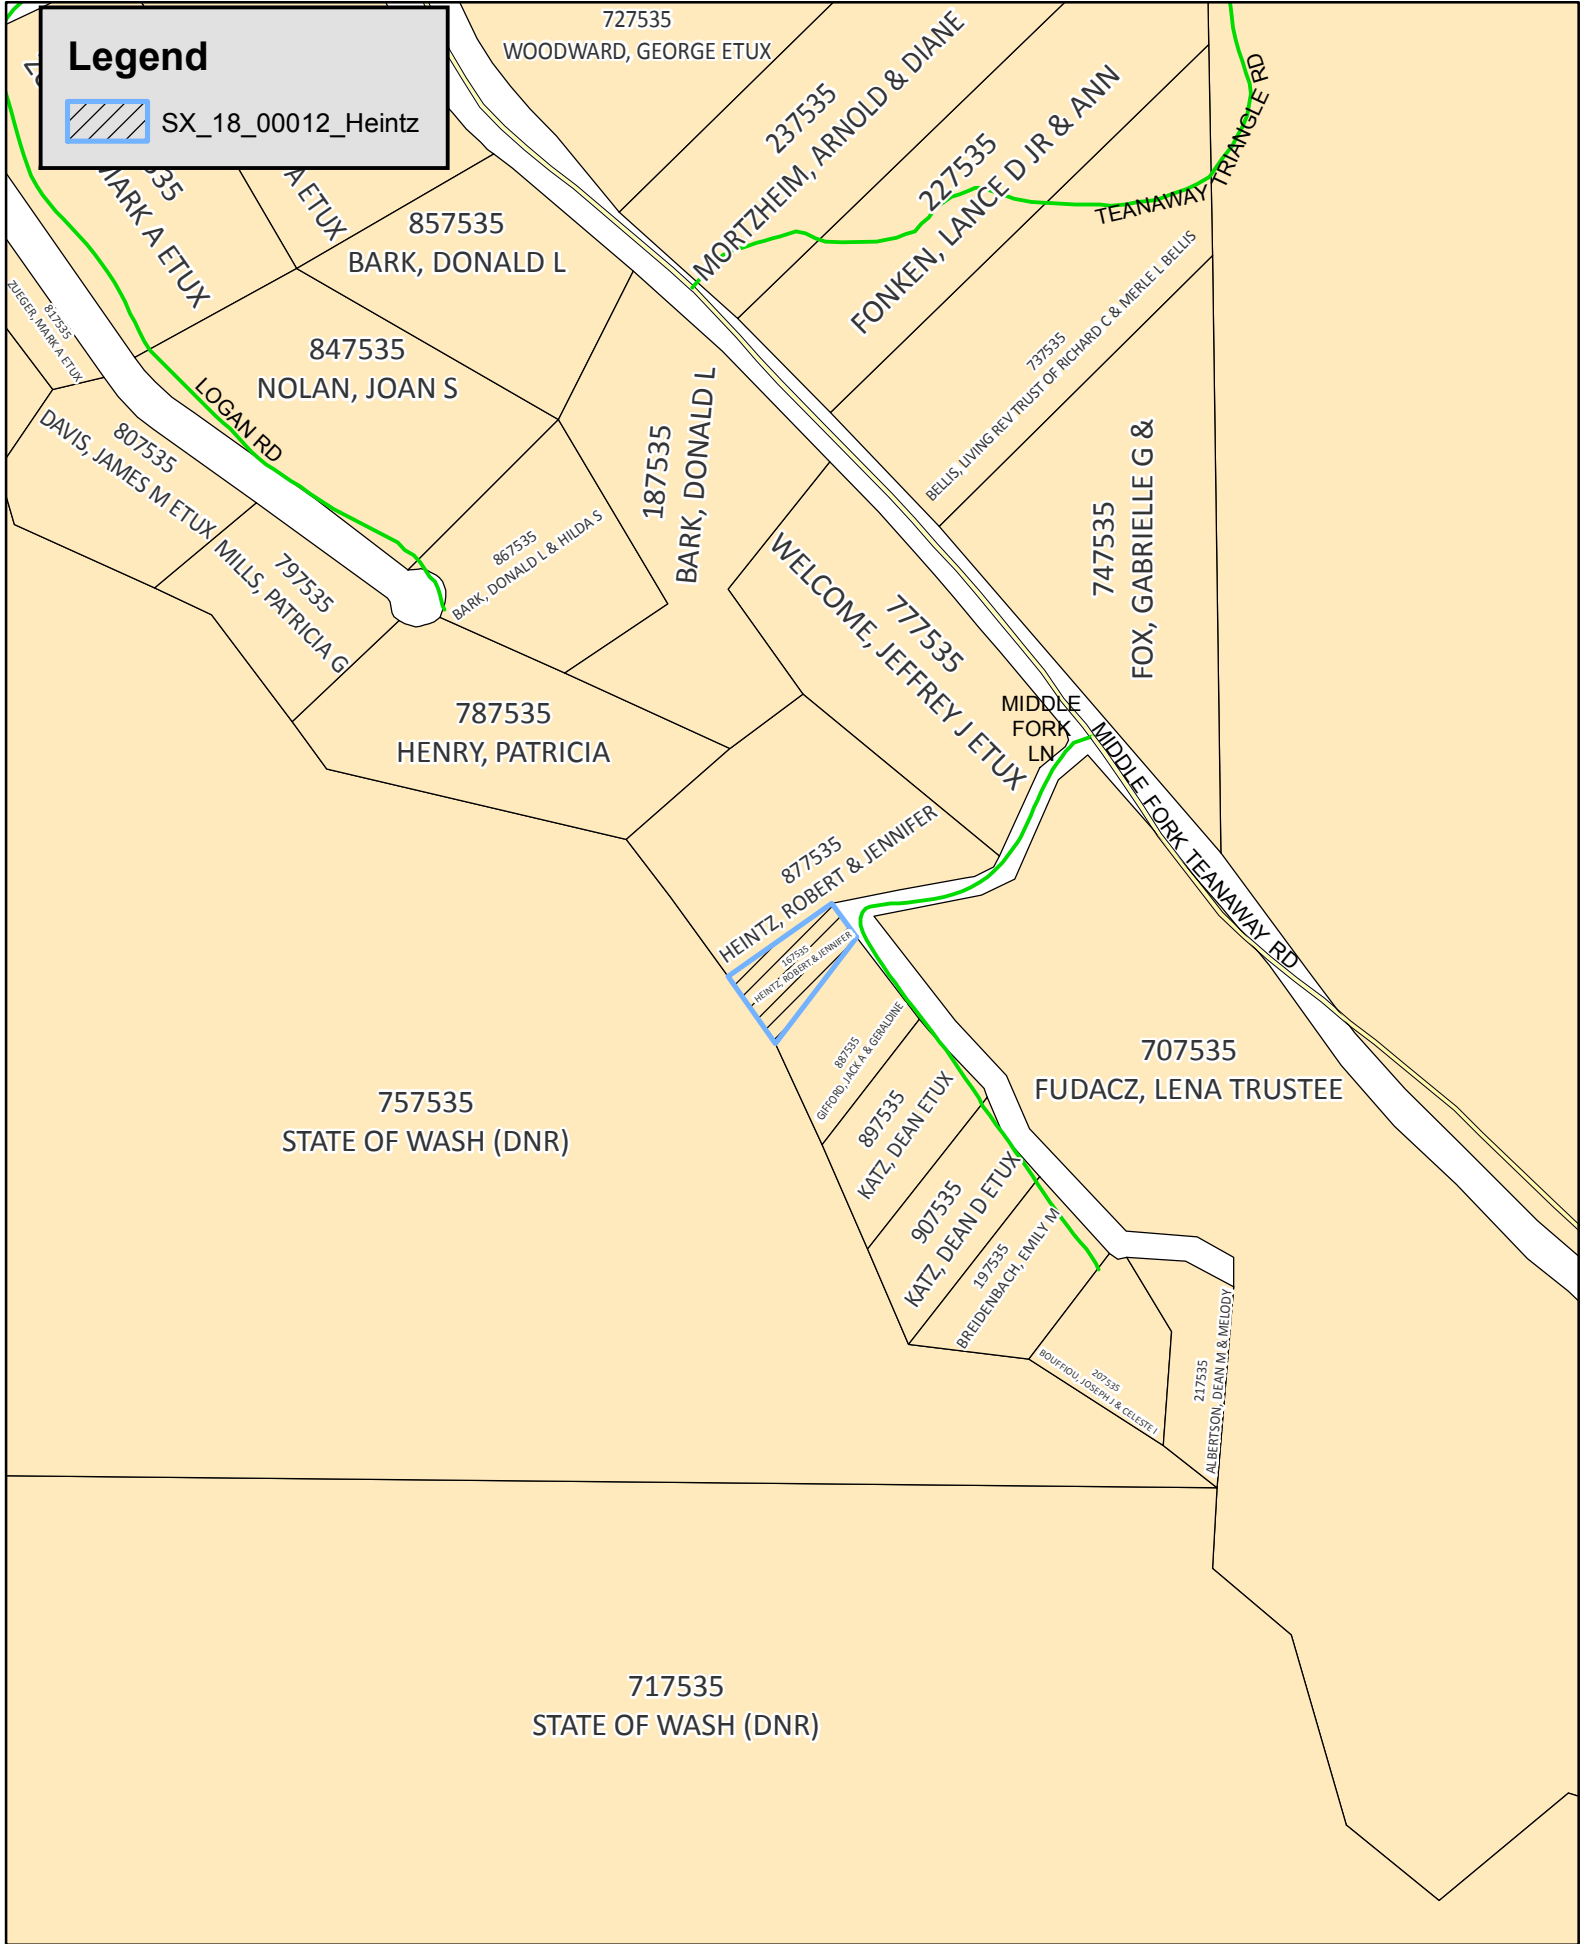 Legend
SX_18_00012_Heintz
727535
WOODWARD, GEORGE ETUX
237535
MORTZHEIM, ARNOLD & DIANE
227535
FONKEN, LANCE D JR & ANN
TEANAWAY TRIANGLE RD
35
MARK A ETUX
A ETUX
857535
BARK, DONALD L
817535
ZUEGER, MARK A ETUX
847535
NOLAN, JOAN S
LOGAN RD
737535
BELLIS, LIVING REV TRUST OF RICHARD C & MERLE L BELLIS
807535
DAVIS, JAMES M ETUX
187535
BARK, DONALD L
747535
FOX, GABRIELLE G &
797535
MILLS, PATRICIA G
867535
BARK, DONALD L & HILDA S
777535
WELCOME, JEFFREY J ETUX
787535
HENRY, PATRICIA
MIDDLE
FORK
LN
MIDDLE FORK TEANAWAY RD
877535
HEINTZ, ROBERT & JENNIFER
167535
HEINTZ, ROBERT & JENNIFER
887535
GIFFORD, JACK A & GERALDINE
707535
FUDACZ, LENA TRUSTEE
757535
STATE OF WASH (DNR)
897535
KATZ, DEAN ETUX
907535
KATZ, DEAN D ETUX
197535
BREIDENBACH, EMILY M
207535
BOUFFIOU, JOSEPH J & CELESTE I
217535
ALBERTSON, DEAN M & MELODY
717535
STATE OF WASH (DNR)